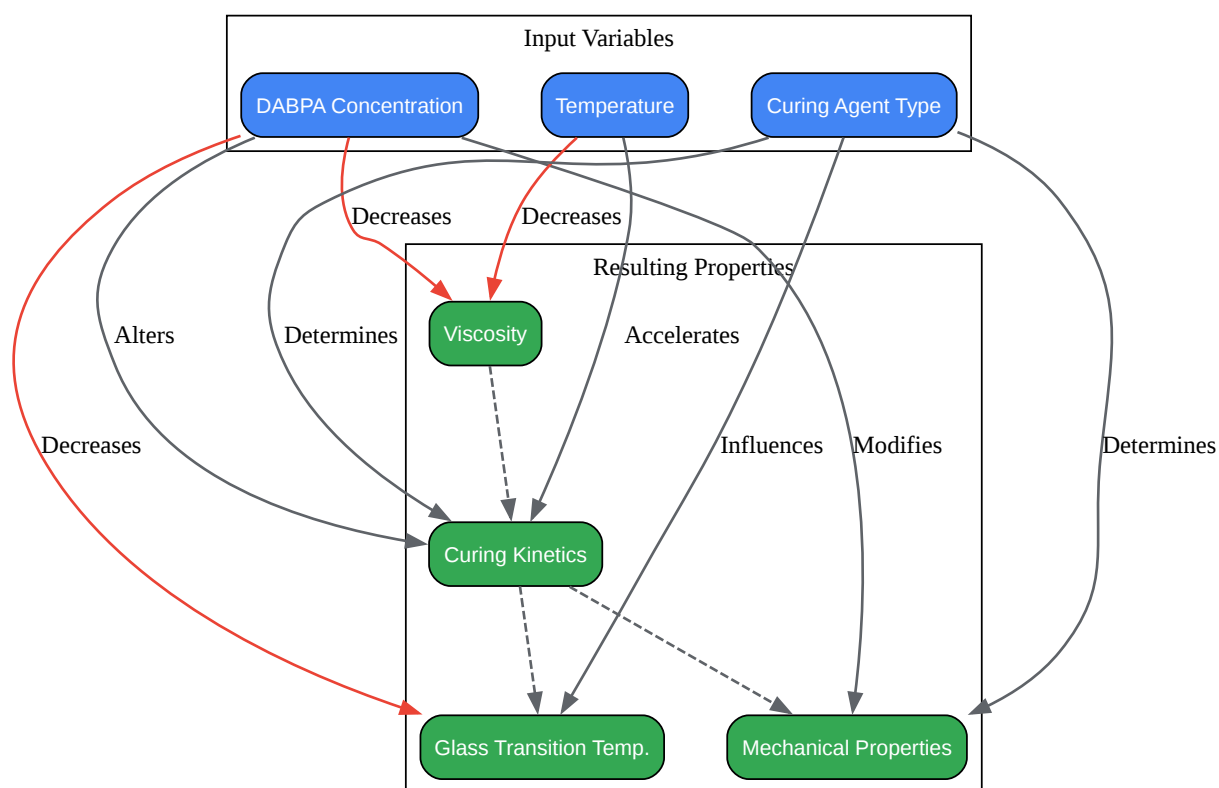 Input Variables
DABPA Concentration
Temperature
Curing Agent Type
Decreases
Decreases
Resulting Properties
Viscosity
Alters
Determines
Accelerates
Decreases
Influences
Modifies
Determines
Curing Kinetics
Glass Transition Temp.
Mechanical Properties